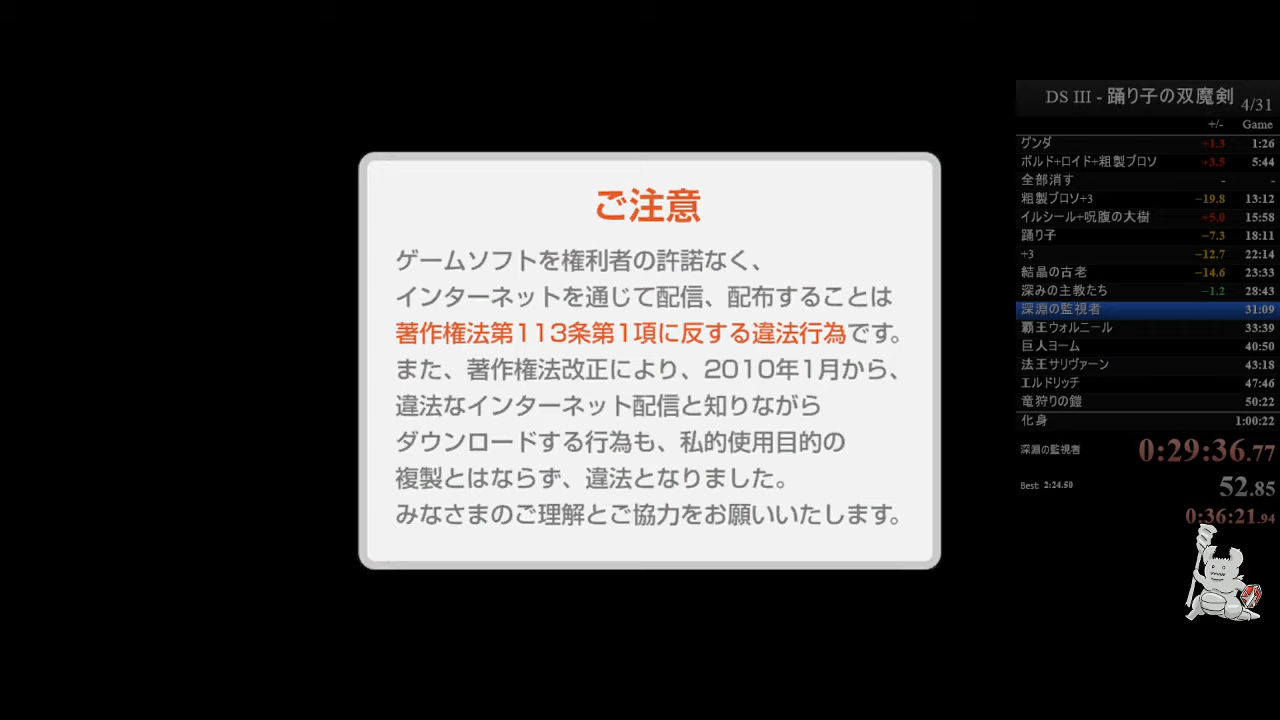 ご注意
ゲームソフトを権利者の許諾なく、
インターネットを通じて配信、配布することは
著作権法第113条第1項に反する違法行為です。
また、著作権法改正により、2010年1月から、
違法なインターネット配信と知りながら
ダウンロードする行為も、私的使用目的の
複製とはならず、違法となりました。
みなさまのご理解とご協力をお願いいたします。
DS III - 踊り子の双魔剣 4/31
+/- Game
グンダ +1.3 1:26
ボルド+ロイド+粗製ブロソ +3.5 5:44
全部消す - -
粗製ブロソ+3 −19.8 13:12
イルシール+呪腹の大樹 +5.0 15:58
踊り子 −7.3 18:11
+3 −12.7 22:14
結晶の古老 −14.6 23:33
深みの主教たち −1.2 28:43
深淵の監視者 31:09
覇王ウォルニール 33:39
巨人ヨーム 40:50
法王サリヴァーン 43:18
エルドリッチ 47:46
竜狩りの鎧 50:22
化身 1:00:22
深淵の監視者 0:29:36.77
Best: 2:24.50 52.85
0:36:21.94